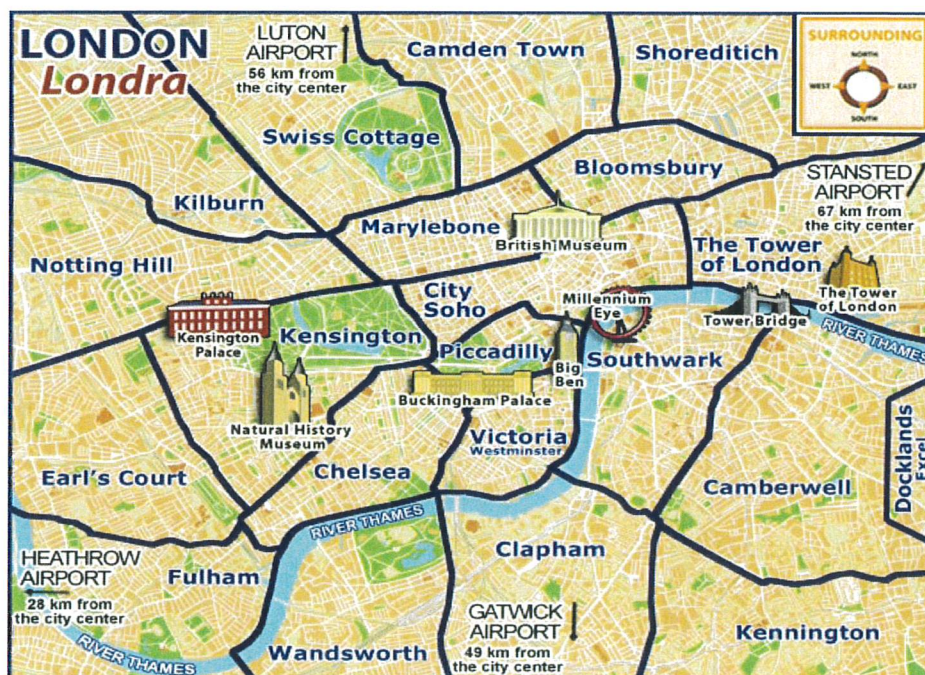 LONDON
Londra
LUTON
AIRPORT
56 km from
the city center
Camden Town
Shoreditich
SURROUNDING
NORTH
WEST
EAST
SOUTH
Swiss Cottage
Bloomsbury
STANSTED
AIRPORT
67 km from
the city center
Kilburn
Marylebone
British Museum
Notting Hill
The Tower
of London
City
Soho
Millennium
Eye
The Tower
of London
Kensington
Palace
Kensington
Tower Bridge
RIVER THAMES
Piccadilly
Southwark
Big
Ben
Buckingham Palace
Natural History
Museum
Victoria
Westminster
Earl's Court
Chelsea
Camberwell
Docklands
Excel
RIVER THAMES
HEATHROW
AIRPORT
28 km from
the city center
Fulham
Clapham
GATWICK
AIRPORT
49 km from
the city center
Kennington
RIVER THAMES
Wandsworth